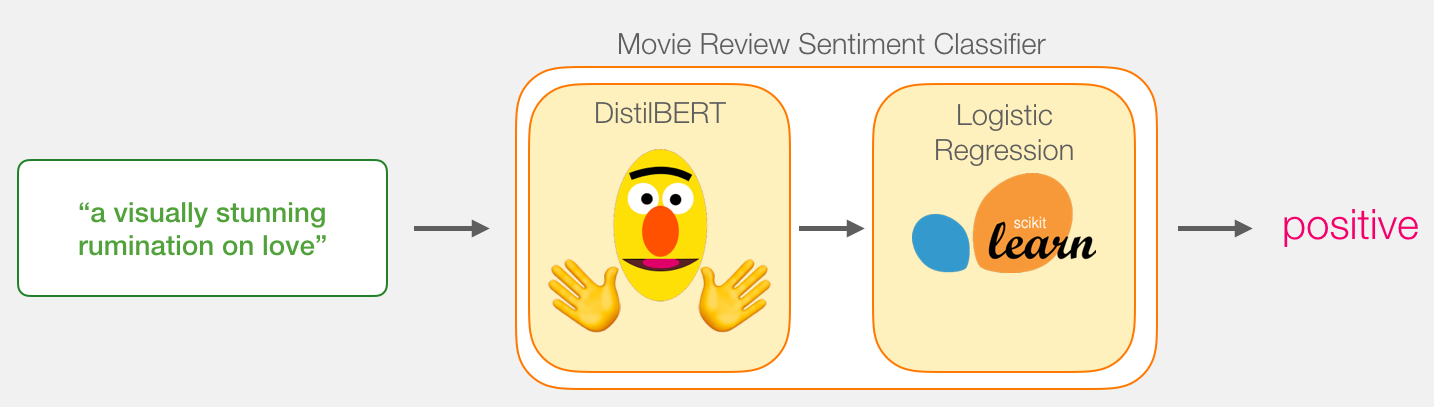 Movie Review Sentiment Classifier
“a visually stunning
rumination on love”
DistilBERT
Logistic
Regression
scikit
learn
positive